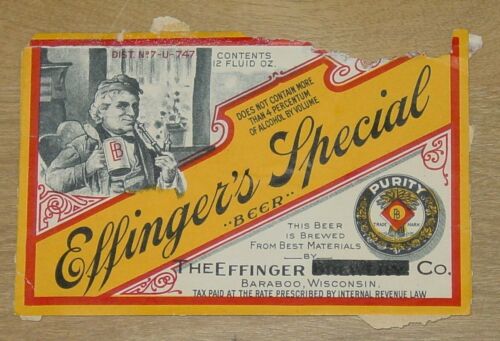 DIST. Nº 7-U-747
CONTENTS
12 FLUID OZ.
DOES NOT CONTAIN MORE
THAN 4 PERCENTUM
OF ALCOHOL BY VOLUME
Effinger's Special
"BEER"
B
PURITY
B
TRADE MARK
THIS BEER
IS BREWED
FROM BEST MATERIALS
BY
THE EFFINGER BREWERY CO.
BARABOO, WISCONSIN.
TAX PAID AT THE RATE PRESCRIBED BY INTERNAL REVENUE LAW